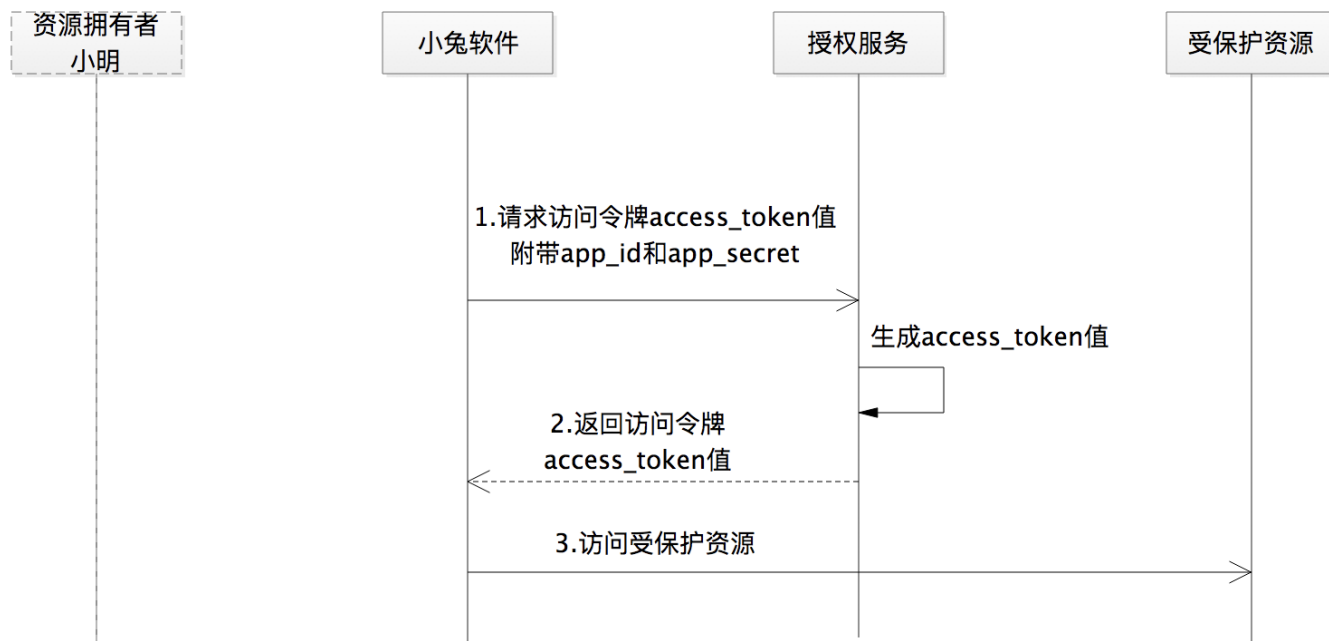 资源拥有者
小明
小兔软件
授权服务
受保护资源
1.请求访问令牌access_token值
附带app_id和app_secret
生成access_token值
2.返回访问令牌
access_token值
3.访问受保护资源